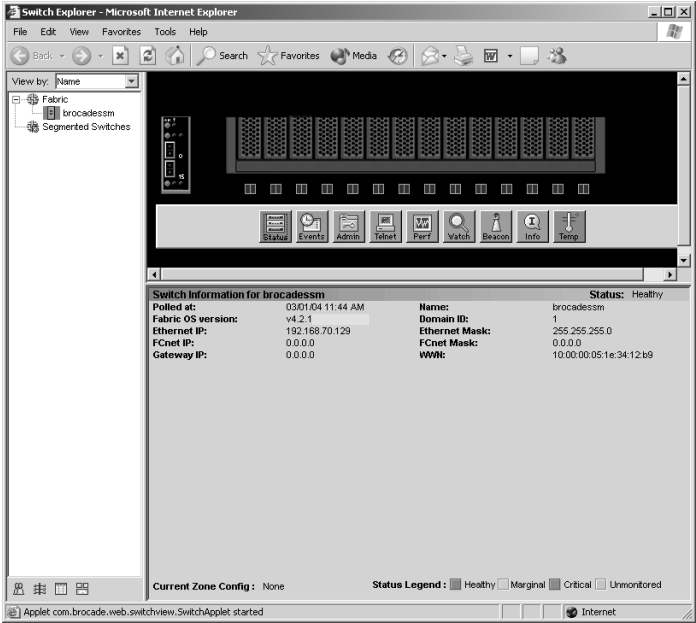 Switch Explorer - Microsoft Internet Explorer
File Edit View Favorites Tools Help
Back Search Favorites Media
View by: Name
Fabric
brocadessm
Segmented Switches
0
15
Status Events Admin Telnet Perf Watch Beacon Info Temp
Switch Information for brocadessm Status: Healthy
Polled at: 03/01/04 11:44 AM Name: brocadessm
Fabric OS version: v4.2.1 Domain ID: 1
Ethernet IP: 192.168.70.129 Ethernet Mask: 255.255.255.0
FCnet IP: 0.0.0.0 FCnet Mask: 0.0.0.0
Gateway IP: 0.0.0.0 WWN: 10:00:00:05:1e:34:12:b9
Current Zone Config : None Status Legend : Healthy Marginal Critical Unmonitored
Applet com.brocade.web.switchview.SwitchApplet started Internet